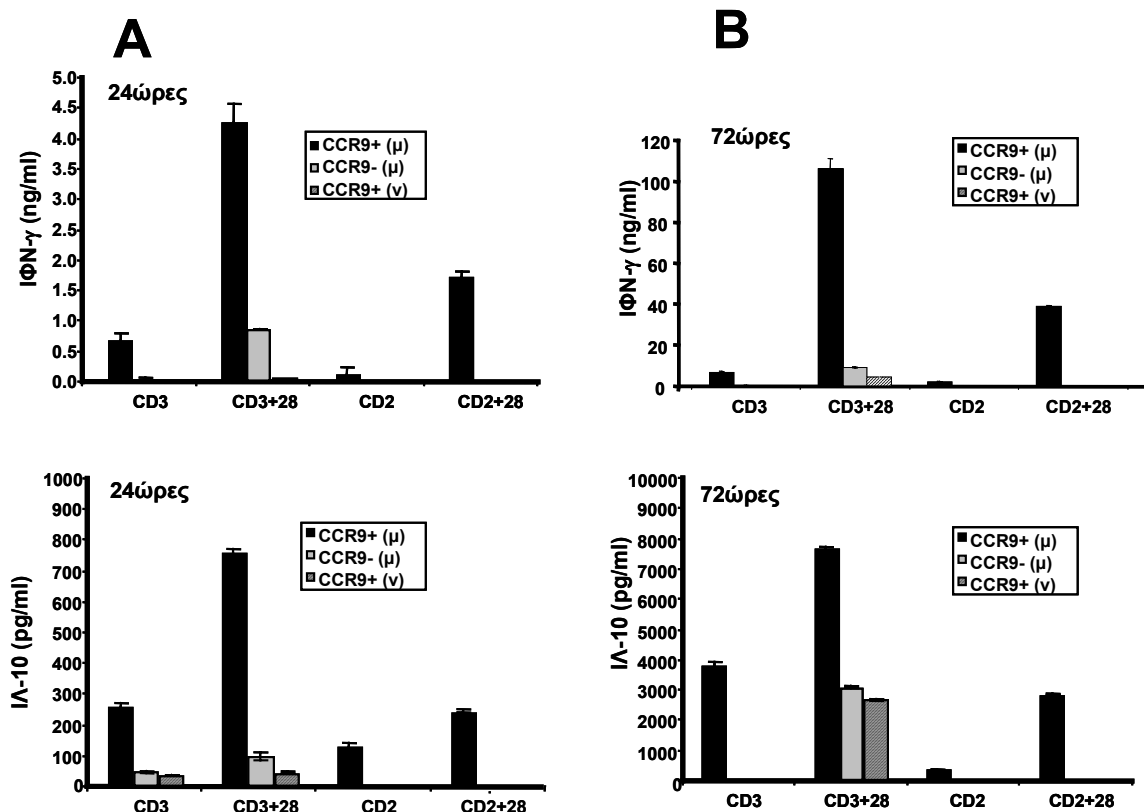 A
B
24ώρες
CCR9+ (μ)
CCR9- (μ)
CCR9+ (ν)
ΙΦΝ-γ (ng/ml)
5.0
4.5
4.0
3.5
3.0
2.5
2.0
1.5
1.0
0.5
0.0
CD3 CD3+28 CD2 CD2+28
72ώρες
CCR9+ (μ)
CCR9- (μ)
CCR9+ (ν)
ΙΦΝ-γ (ng/ml)
120
100
80
60
40
20
0
CD3 CD3+28 CD2 CD2+28
24ώρες
CCR9+ (μ)
CCR9- (μ)
CCR9+ (ν)
ΙΛ-10 (pg/ml)
1000
900
800
700
600
500
400
300
200
100
0
CD3 CD3+28 CD2 CD2+28
72ώρες
CCR9+ (μ)
CCR9- (μ)
CCR9+ (ν)
ΙΛ-10 (pg/ml)
10000
9000
8000
7000
6000
5000
4000
3000
2000
1000
0
CD3 CD3+28 CD2 CD2+28